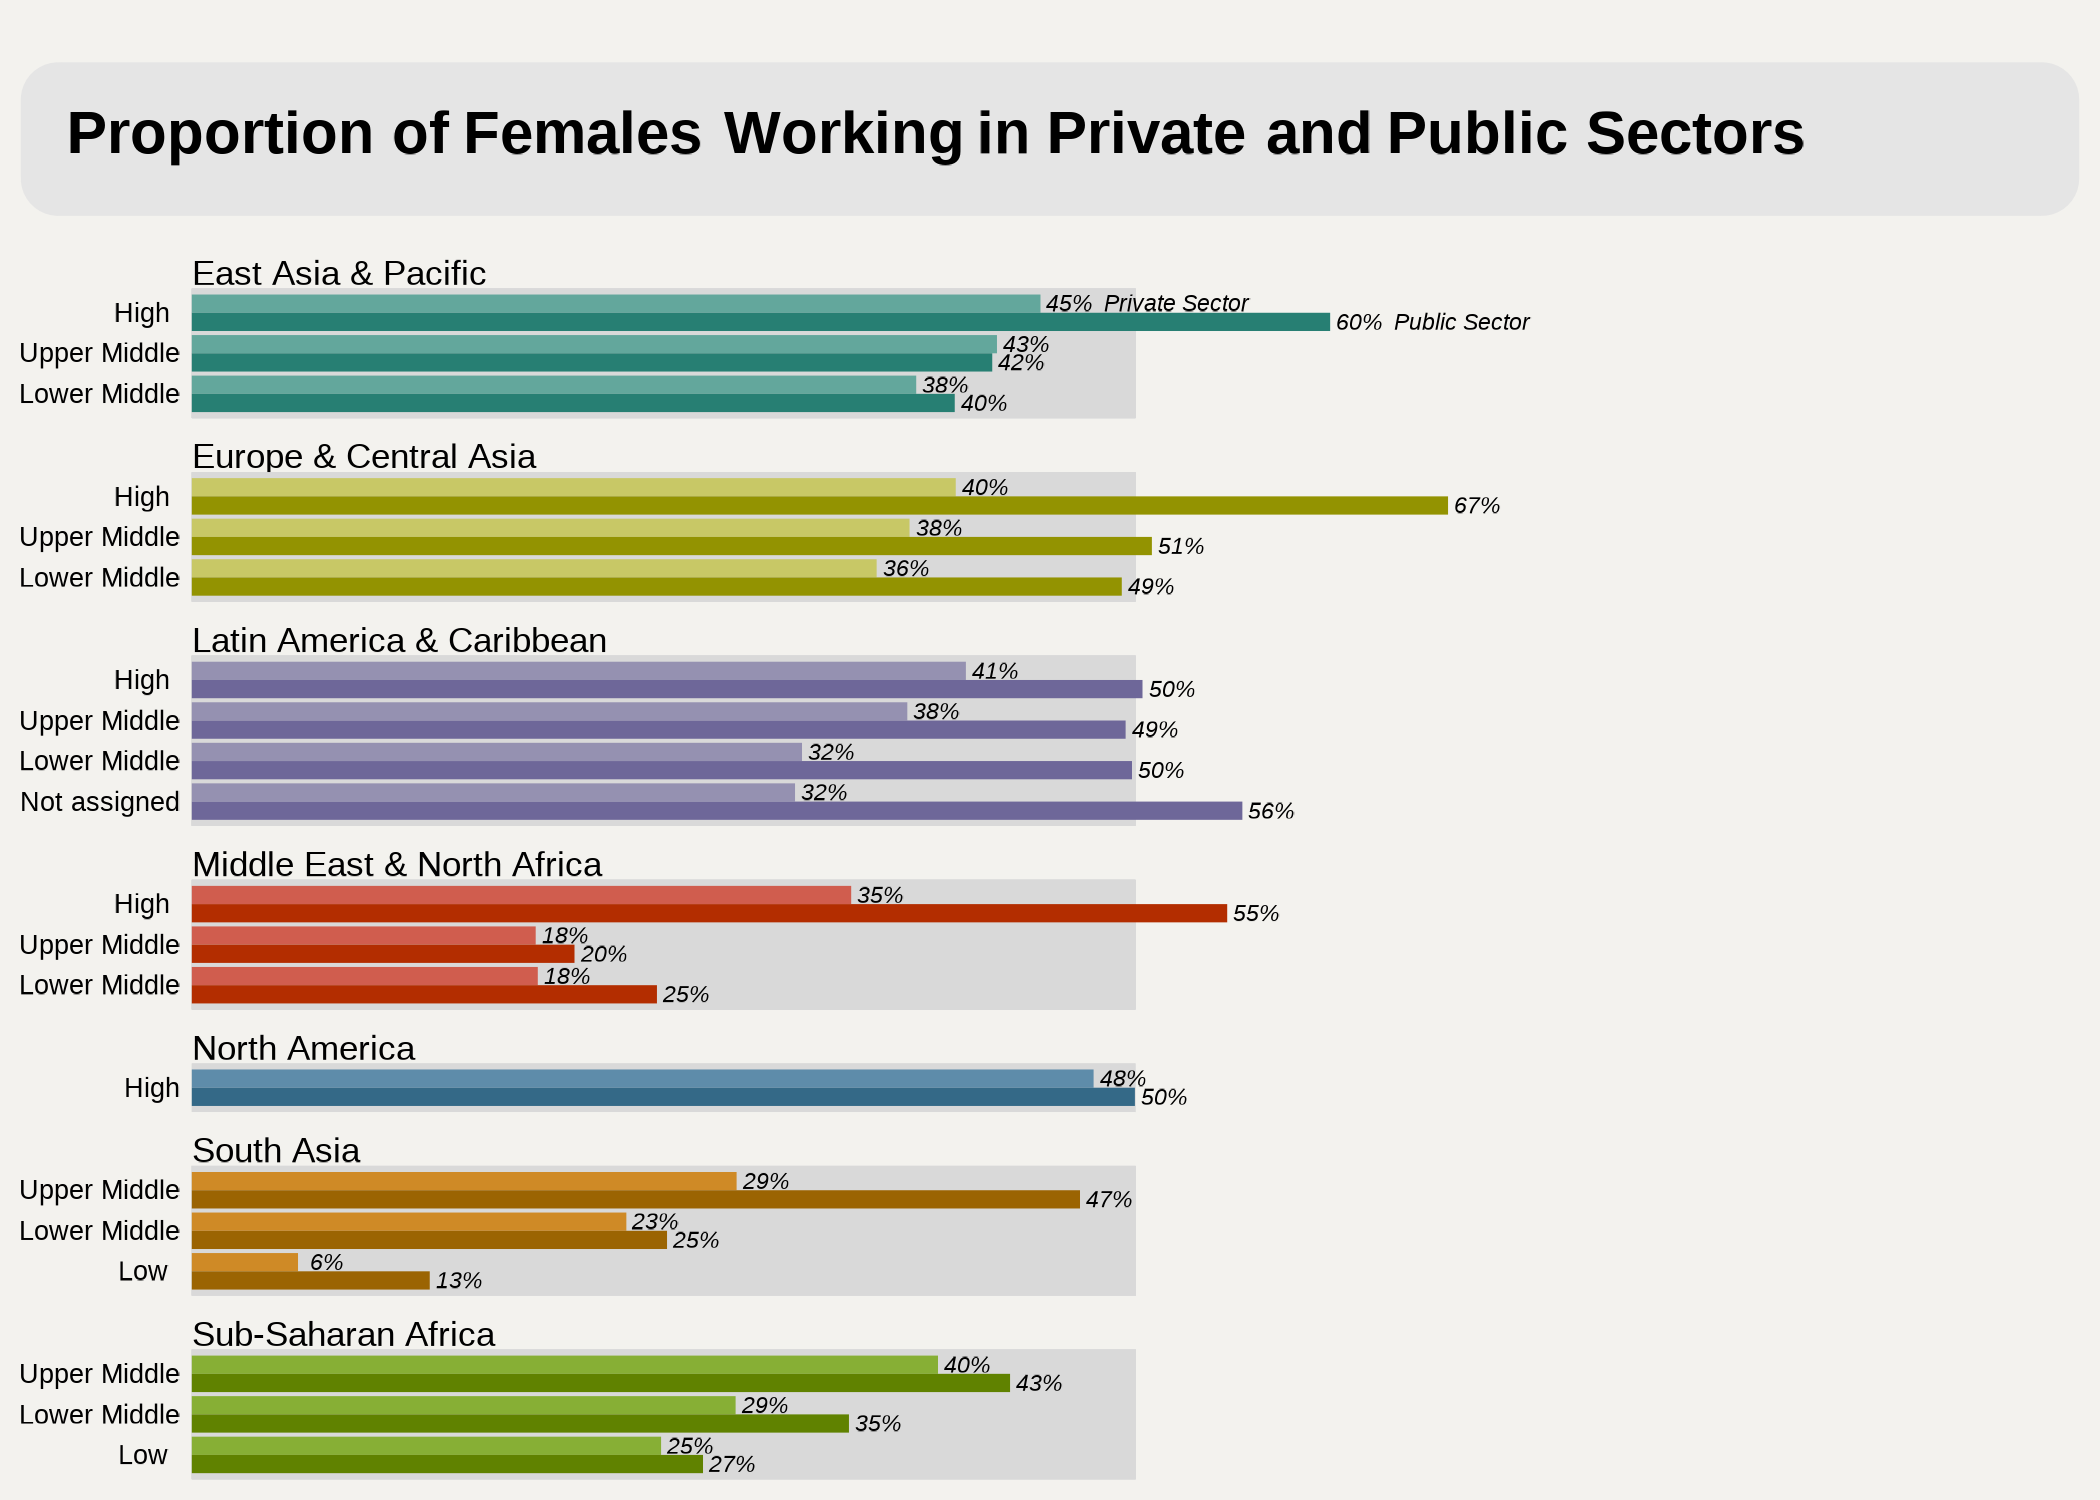 Proportion of Females Working in Private and Public Sectors
East Asia & Pacific
High 45% Private Sector
60% Public Sector
Upper Middle 43%
42%
Lower Middle 38%
40%
Europe & Central Asia
High 40%
67%
Upper Middle 38%
51%
Lower Middle 36%
49%
Latin America & Caribbean
High 41%
50%
Upper Middle 38%
49%
Lower Middle 32%
50%
Not assigned 32%
56%
Middle East & North Africa
High 35%
55%
Upper Middle 18%
20%
Lower Middle 18%
25%
North America
High 48%
50%
South Asia
Upper Middle 29%
47%
Lower Middle 23%
25%
Low 6%
13%
Sub-Saharan Africa
Upper Middle 40%
43%
Lower Middle 29%
35%
Low 25%
27%